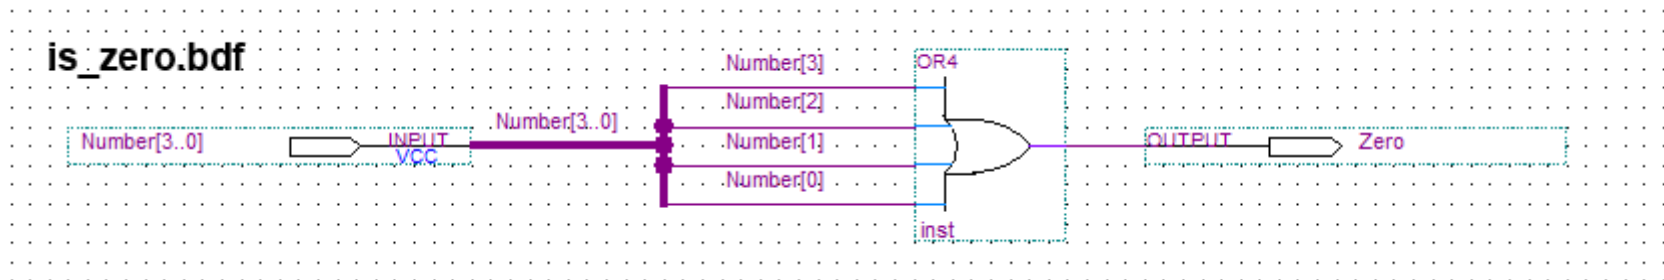 is_zero.bdf
Number[3..0]
INPUT
VCC
Number[3..0]
Number[3]
Number[2]
Number[1]
Number[0]
OR4
inst
OUTPUT
Zero